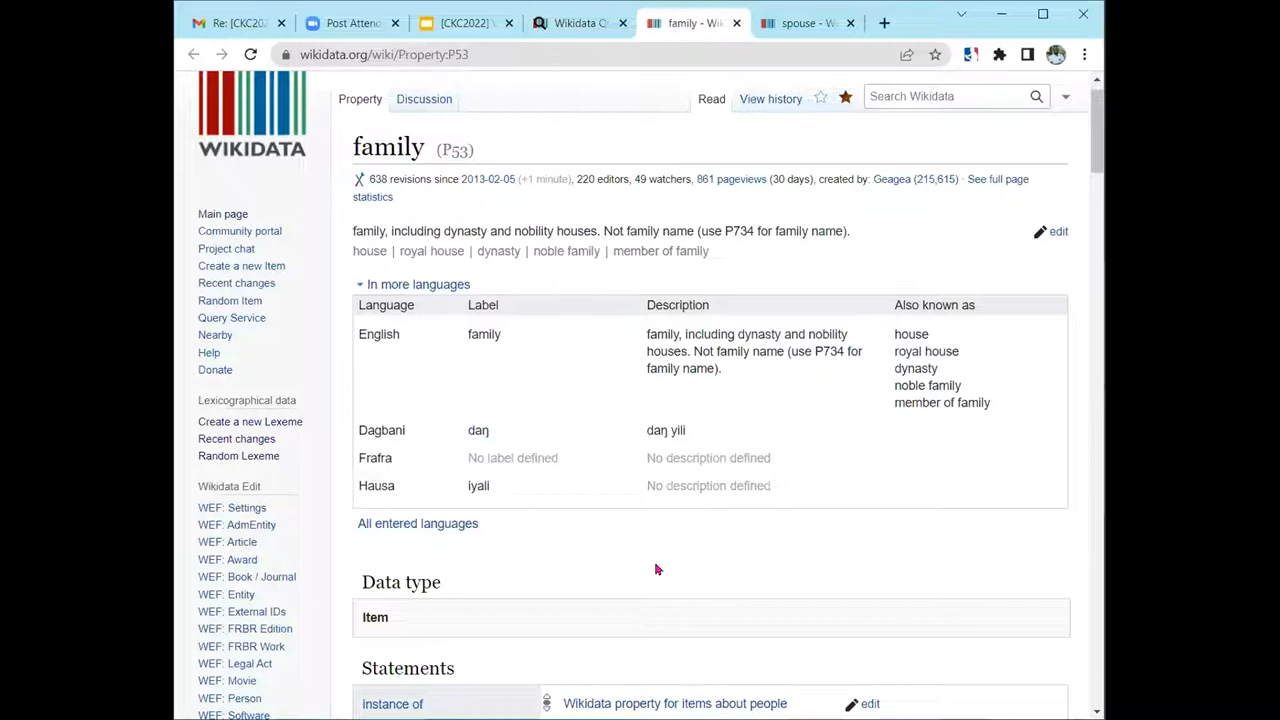 Re: [CKC202
Post Attend
[CKC2022] \
Wikidata
family - Wik
spouse - W
wikidata.org/wiki/Property:P53
Property
iscussion
Read
View history
Search Wikidata
WIKIDATA
family (P53)
638 revisions since 2013-02-05 (+1 minute), 220 editors, 49 watchers, 861 pageviews (30 days), created by: Geagea (215,615) · See full page
statistics
family, including dynasty and nobility houses. Not family name (use P734 for family name).
edit
house | royal house | dynasty | noble family | member of family
In more languages
Language Label Description Also known as
English family family, including dynasty and nobility houses. Not family name (use P734 for family name). house
royal house
dynasty
noble family
member of family
Dagbani daŋ daŋ yili
Frafra No label defined No description defined
Hausa iyali No description defined
All entered languages
Data type
Item
Statements
Instance of Wikidata property for items about people edit
Main page
Community portal
Project chat
Create a new Item
Recent changes
Random Item
Query Service
Nearby
Help
Donate
Lexicographical data
Create a new Lexeme
Recent changes
Random Lexeme
Wikidata Edit
WEF: Settings
WEF: AdmEntity
WEF: Article
WEF: Award
WEF: Book / Journal
WEF: Entity
WEF: External IDs
WEF: FRBR Edition
WEF: FRBR Work
WEF: Legal Act
WEF: Movie
WEF: Person
WEF: Software